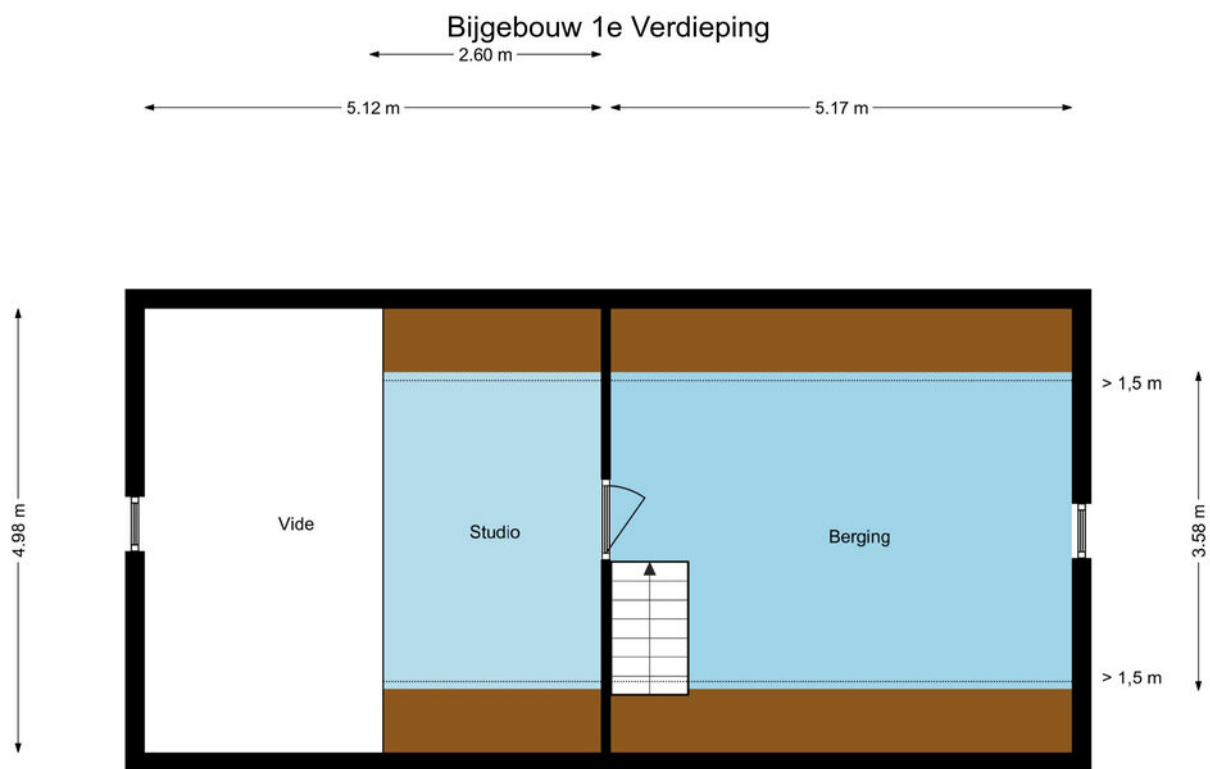 Bijgebouw 1e Verdieping
2.60 m
5.12 m
5.17 m
> 1,5 m
4.98 m
Vide
Studio
Berging
3.58 m
> 1,5 m